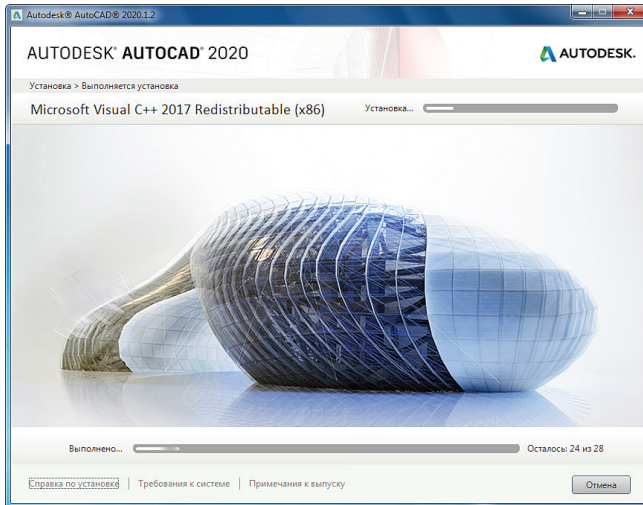 Autodesk® AutoCAD® 2020.1.2
AUTODESK® AUTOCAD® 2020
AUTODESK.
Установка > Выполняется установка
Microsoft Visual C++ 2017 Redistributable (x86)
Установка...
Выполнено...
Осталось: 24 из 28
Справка по установке | Требования к системе | Примечания к выпуску
Отмена